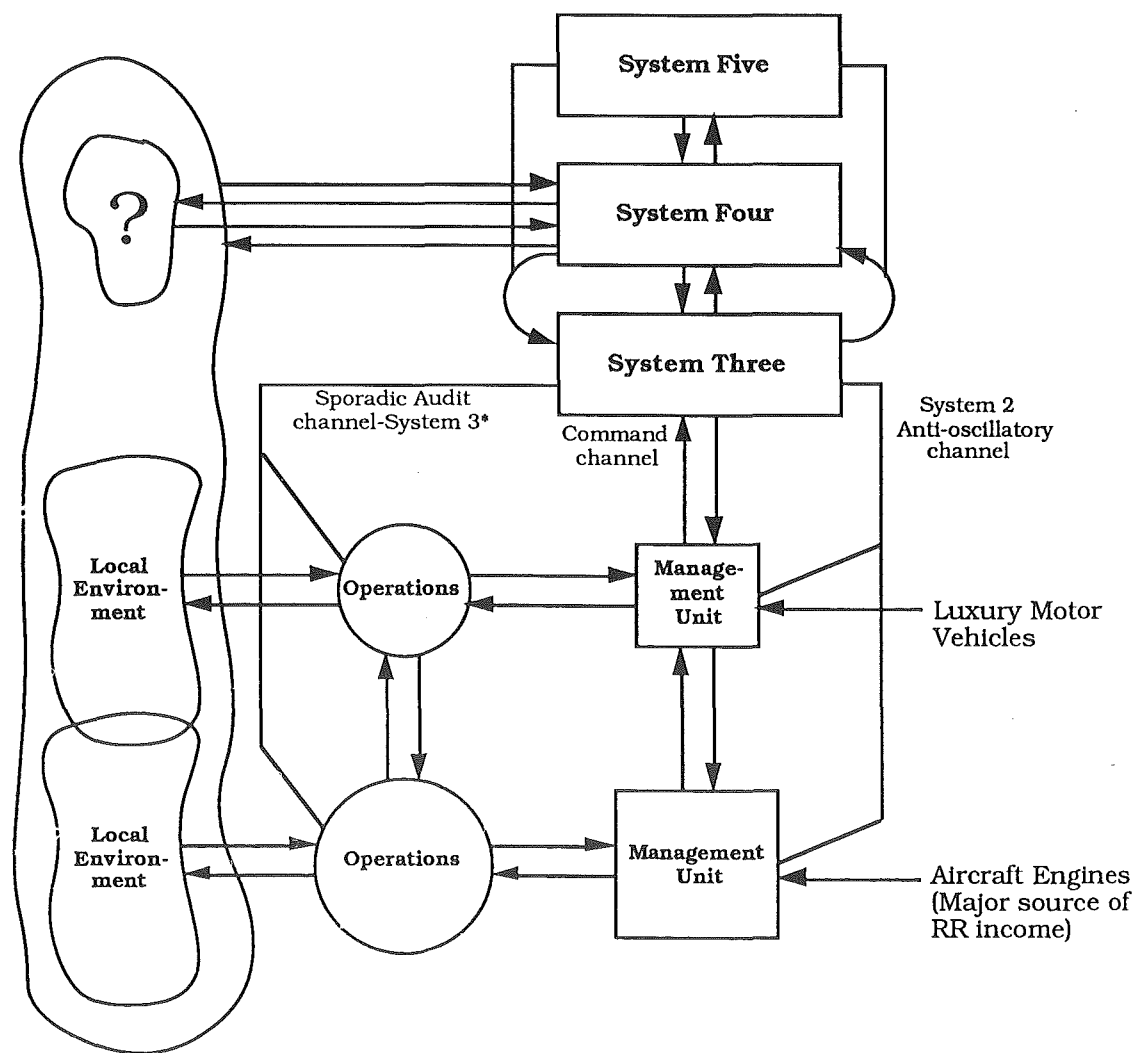 System Five
?
System Four
System Three
Sporadic Audit
channel-System 3*
Command
channel
System 2
Anti-oscillatory
channel
Local
Environ-
ment
Operations
Manage-
ment
Unit
Luxury Motor
Vehicles
Local
Environ-
ment
Operations
Management
Unit
Aircraft Engines
(Major source of
RR income)